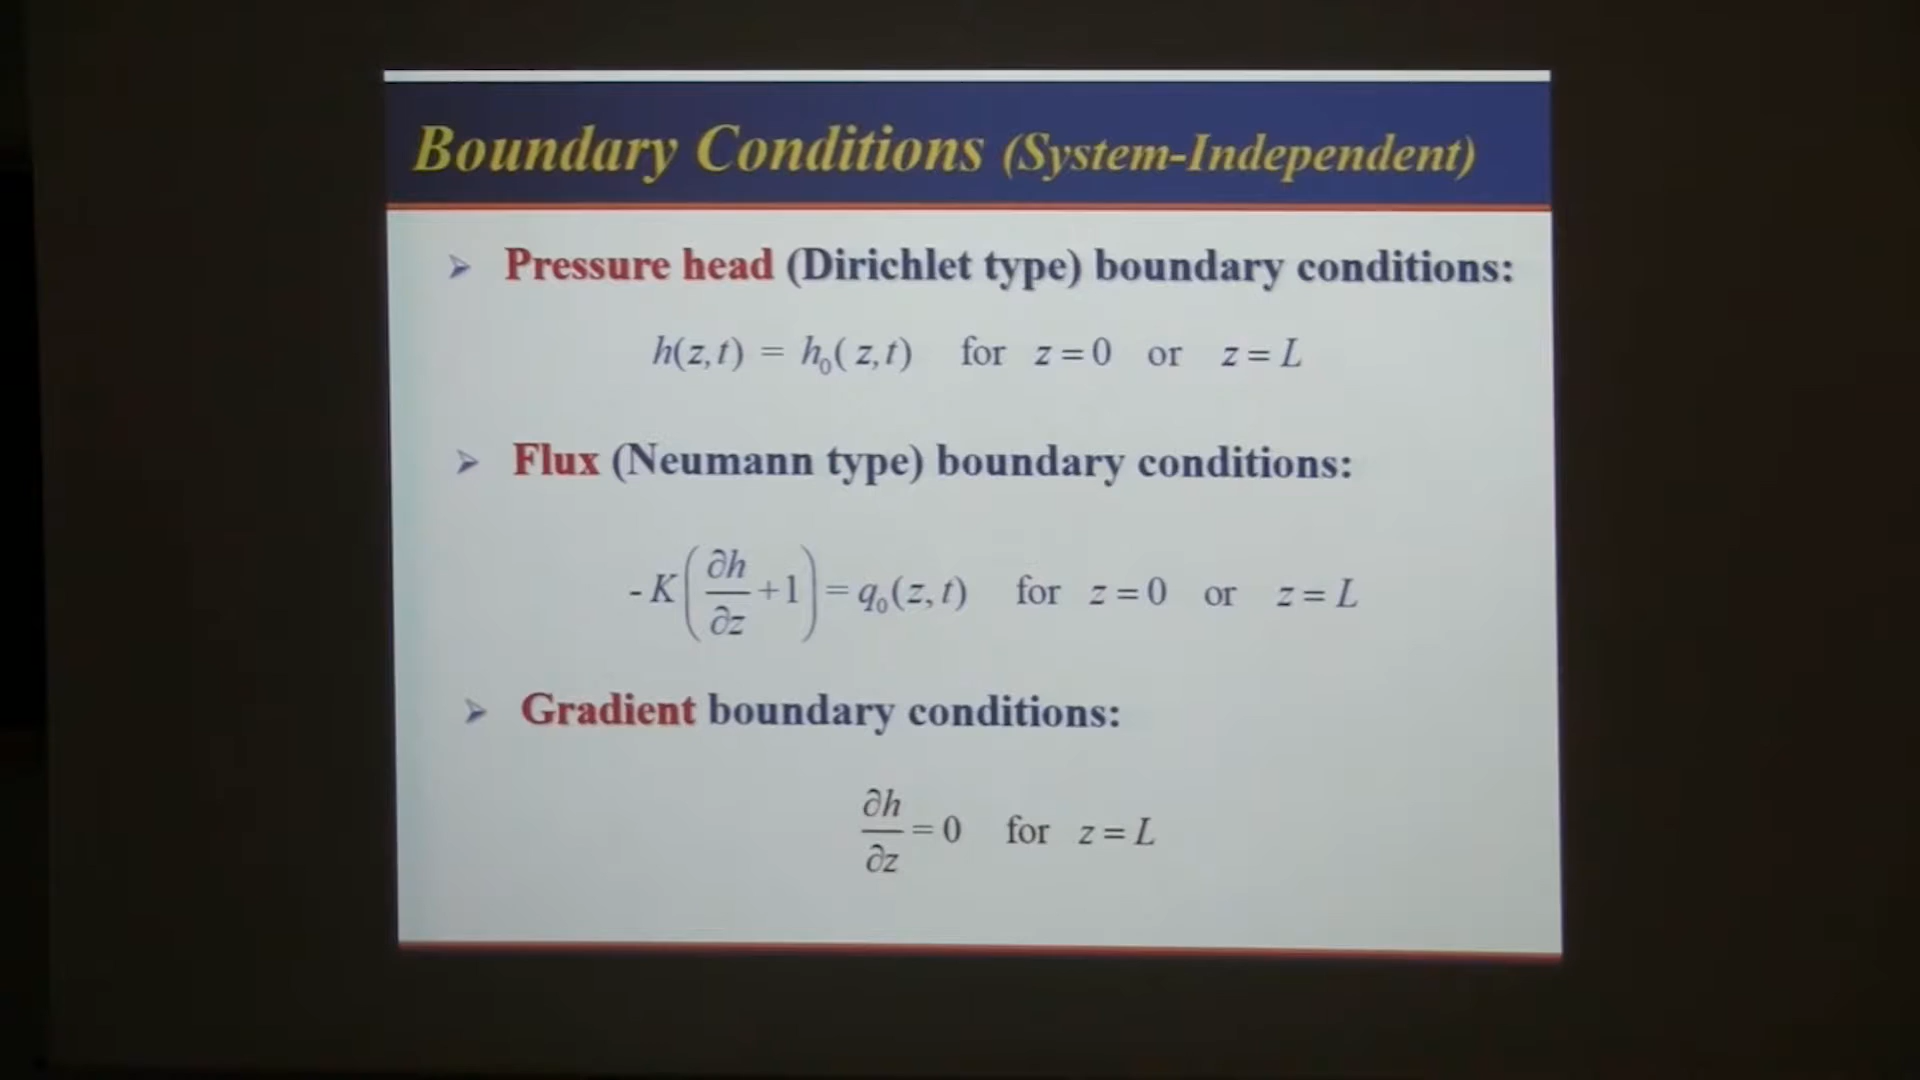 Boundary Conditions (System-Independent)
➢ Pressure head (Dirichlet type) boundary conditions:
h(z,t) = h₀( z,t) for z = 0 or z = L
➢ Flux (Neumann type) boundary conditions:
- K(∂h/∂z + 1) = q₀(z, t) for z = 0 or z = L
➢ Gradient boundary conditions:
∂h/∂z = 0 for z = L